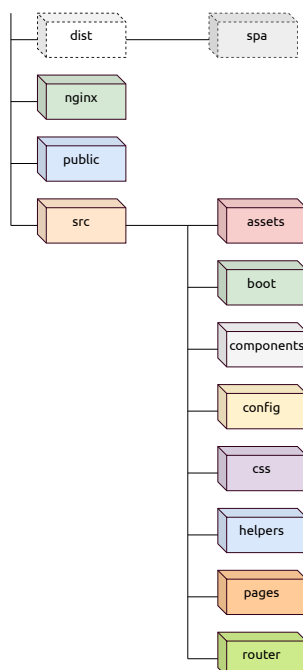 dist
spa
nginx
public
src
assets
boot
components
config
css
helpers
pages
router